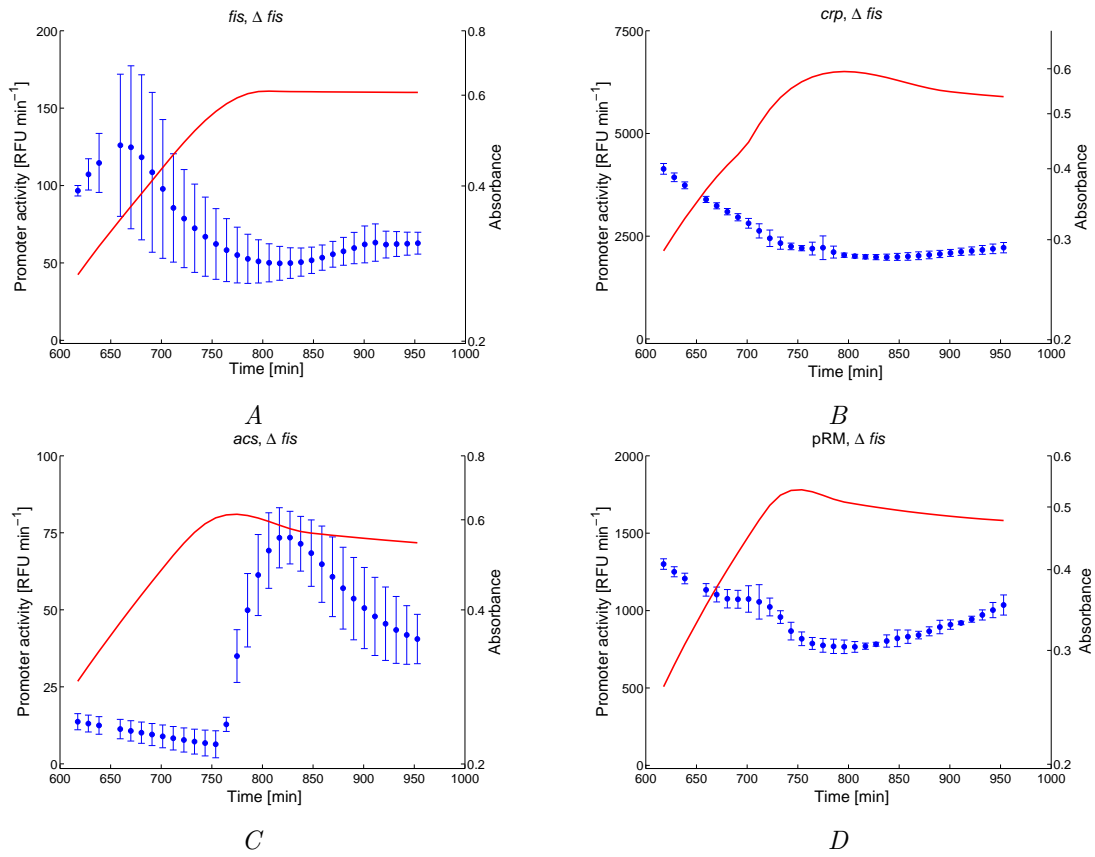 fis, Δ fis
200
150
100
50
0
Promoter activity [RFU min⁻¹]
0.8
0.6
0.4
0.2
Absorbance
600 650 700 750 800 850 900 950 1000
Time [min]
A
crp, Δ fis
7500
5000
2500
0
Promoter activity [RFU min⁻¹]
0.6
0.5
0.4
0.3
0.2
Absorbance
600 650 700 750 800 850 900 950 1000
Time [min]
B
acs, Δ fis
100
75
50
25
0
Promoter activity [RFU min⁻¹]
0.8
0.6
0.4
0.2
Absorbance
600 650 700 750 800 850 900 950 1000
Time [min]
C
pRM, Δ fis
2000
1500
1000
500
0
Promoter activity [RFU min⁻¹]
0.6
0.5
0.4
0.3
0.2
Absorbance
600 650 700 750 800 850 900 950 1000
Time [min]
D